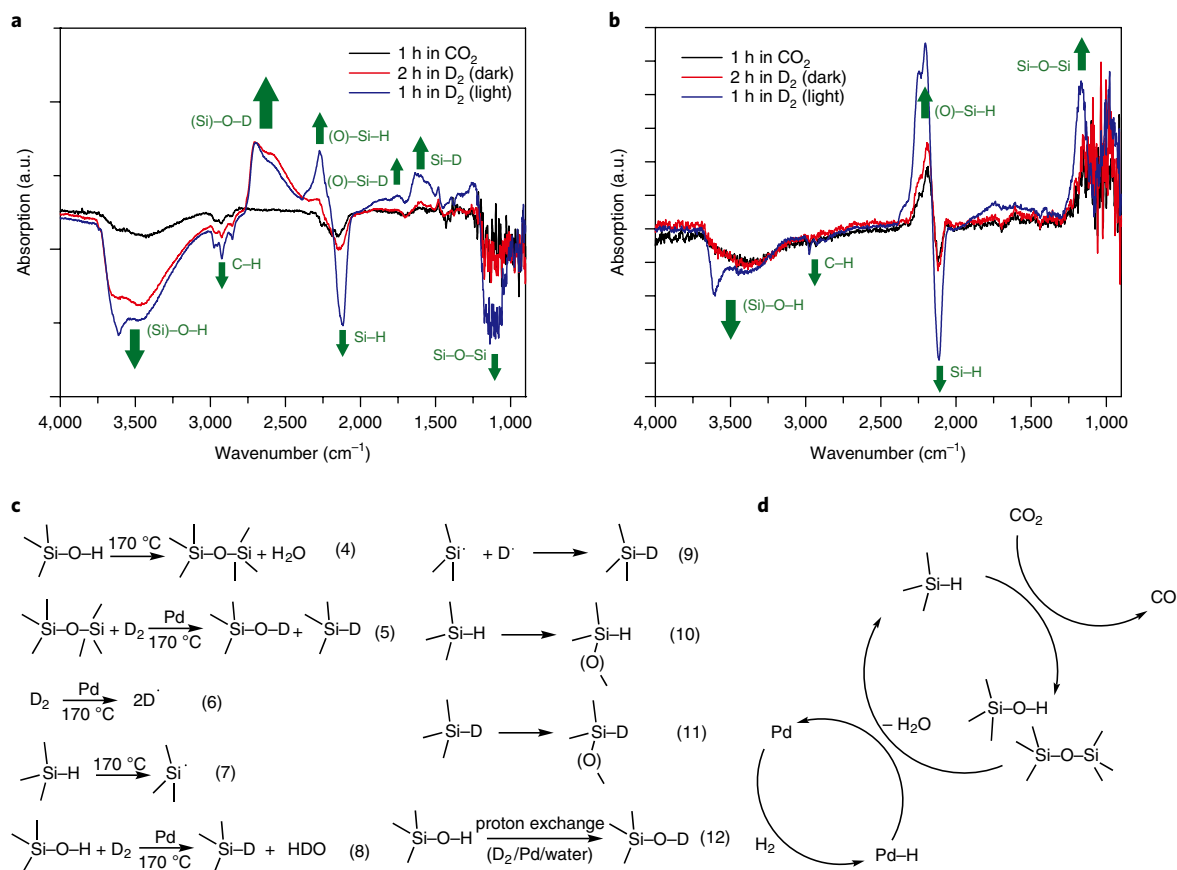 a
1 h in CO₂
2 h in D₂ (dark)
1 h in D₂ (light)
(Si)–O–D
(O)–Si–H
(O)–Si–D
Si–D
C–H
(Si)–O–H
Si–H
Si–O–Si
Absorption (a.u.)
4,000 3,500 3,000 2,500 2,000 1,500 1,000
Wavenumber (cm⁻¹)
b
1 h in CO₂
2 h in D₂ (dark)
1 h in D₂ (light)
Si–O–Si
(O)–Si–H
C–H
(Si)–O–H
Si–H
Absorption (a.u.)
4,000 3,500 3,000 2,500 2,000 1,500 1,000
Wavenumber (cm⁻¹)
c
Si–O–H 170 °C Si–O–Si + H₂O (4)
Si–O–Si + D₂ Pd 170 °C Si–O–D + Si–D (5)
D₂ Pd 170 °C 2D· (6)
Si–H 170 °C Si· (7)
Si–O–H + D₂ Pd 170 °C Si–D + HDO (8)
Si· + D· Si–D (9)
Si–H Si–H (O) (10)
Si–D Si–D (O) (11)
Si–O–H proton exchange (D₂/Pd/water) Si–O–D (12)
d
CO₂
Si–H
CO
Si–O–H
– H₂O
Pd
Si–O–Si
H₂
Pd–H